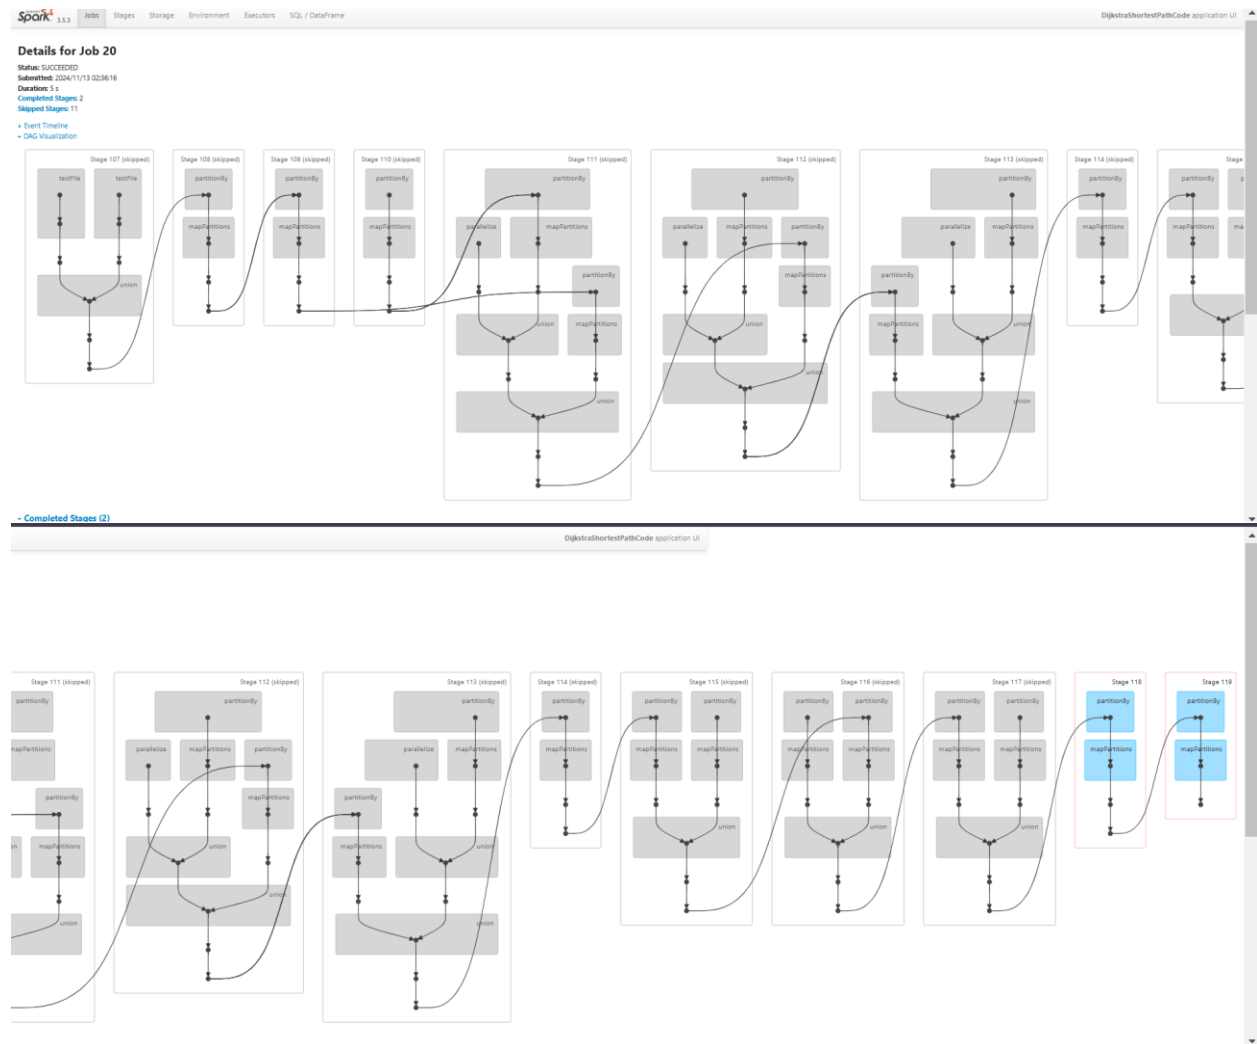 APACHE Spark 3.5.3 Jobs Stages Storage Environment Executors SQL / DataFrame DijkstraShortestPathCode application UI
Details for Job 20
Status: SUCCEEDED
Submitted: 2024/11/13 02:36:16
Duration: 5 s
Completed Stages: 2
Skipped Stages: 11
Event Timeline
DAG Visualization
Stage 107 (skipped) Stage 108 (skipped) Stage 109 (skipped) Stage 110 (skipped) Stage 111 (skipped) Stage 112 (skipped) Stage 113 (skipped) Stage 114 (skipped) Stage
textFile textFile partitionBy partitionBy partitionBy partitionBy partitionBy partitionBy partitionBy partitionBy p
mapPartitions mapPartitions mapPartitions parallelize mapPartitions parallelize mapPartitions partitionBy parallelize mapPartitions mapPartitions mapPartitions ma
partitionBy mapPartitions partitionBy
union
union mapPartitions union mapPartitions union
union
union union
- Completed Stages (2)
DijkstraShortestPathCode application UI
Stage 111 (skipped) Stage 112 (skipped) Stage 113 (skipped) Stage 114 (skipped) Stage 115 (skipped) Stage 116 (skipped) Stage 117 (skipped) Stage 118 Stage 119
partitionBy partitionBy partitionBy partitionBy partitionBy partitionBy partitionBy partitionBy partitionBy partitionBy partitionBy partitionBy
mapPartitions parallelize mapPartitions partitionBy parallelize mapPartitions mapPartitions mapPartitions mapPartitions mapPartitions mapPartitions mapPartitions mapPartitions mapPartitions mapPartitions
partitionBy mapPartitions partitionBy
union union union
mapPartitions union mapPartitions union
union
union union